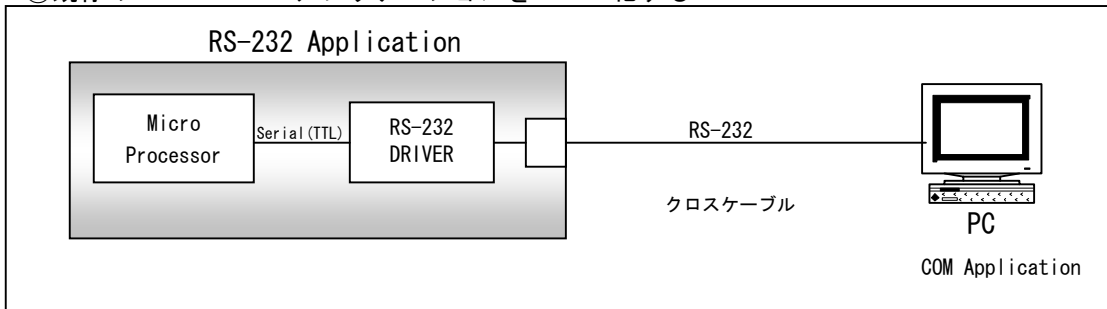 RS-232 Application
Micro
Processor
Serial(TTL)
RS-232
DRIVER
RS-232
クロスケーブル
PC
COM Application